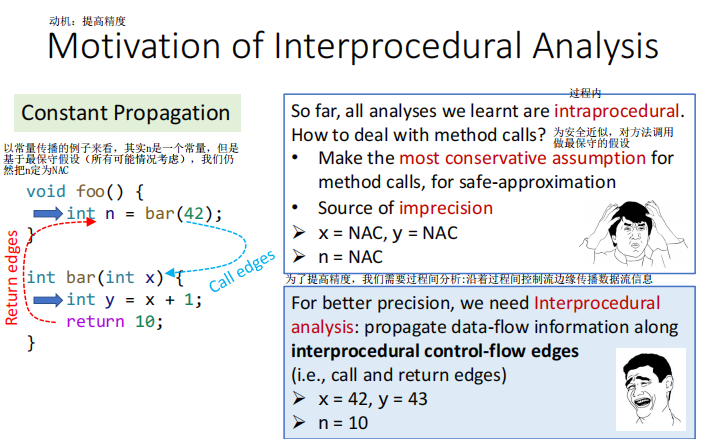 动机：提高精度
Motivation of Interprocedural Analysis
Constant Propagation
以常量传播的例子来看，其实n是一个常量，但是
基于最保守假设（所有可能情况考虑），我们仍
然把n定为NAC
void foo() {
int n = bar(42);
}
Return edges
Call edges
int bar(int x) {
int y = x + 1;
return 10;
}
过程内
So far, all analyses we learnt are intraprocedural.
How to deal with method calls?
为安全近似，对方法调用
做最保守的假设
• Make the most conservative assumption for
method calls, for safe-approximation
• Source of imprecision
➢ x = NAC, y = NAC
➢ n = NAC
为了提高精度，我们需要过程间分析:沿着过程间控制流边缘传播数据流信息
For better precision, we need Interprocedural
analysis: propagate data-flow information along
interprocedural control-flow edges
(i.e., call and return edges)
➢ x = 42, y = 43
➢ n = 10